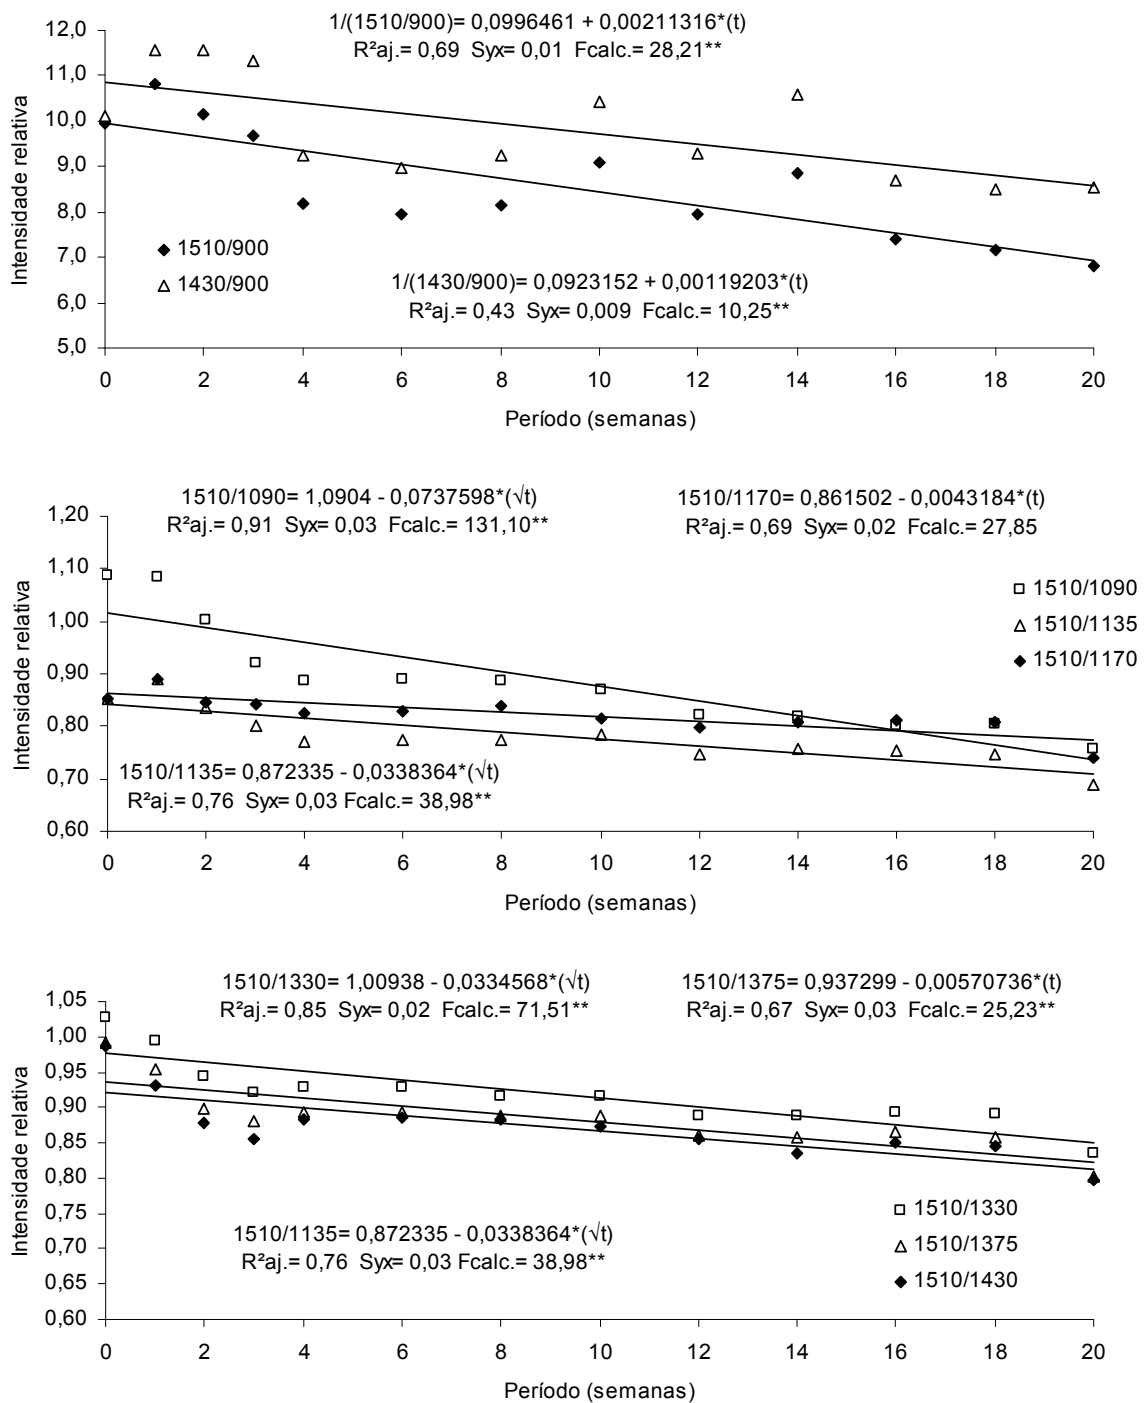 1/(1510/900)= 0,0996461 + 0,00211316*(t)
R²aj.= 0,69 Syx= 0,01 Fcalc.= 28,21**
12,0
11,0
10,0
9,0
8,0
7,0
6,0
5,0
Intensidade relativa
1510/900
1430/900
1/(1430/900)= 0,0923152 + 0,00119203*(t)
R²aj.= 0,43 Syx= 0,009 Fcalc.= 10,25**
0 2 4 6 8 10 12 14 16 18 20
Período (semanas)
1510/1090= 1,0904 - 0,0737598*(√t)
R²aj.= 0,91 Syx= 0,03 Fcalc.= 131,10**
1510/1170= 0,861502 - 0,0043184*(t)
R²aj.= 0,69 Syx= 0,02 Fcalc.= 27,85
1,20
1,10
1,00
0,90
0,80
0,70
0,60
Intensidade relativa
1510/1090
1510/1135
1510/1170
1510/1135= 0,872335 - 0,0338364*(√t)
R²aj.= 0,76 Syx= 0,03 Fcalc.= 38,98**
0 2 4 6 8 10 12 14 16 18 20
Período (semanas)
1510/1330= 1,00938 - 0,0334568*(√t)
R²aj.= 0,85 Syx= 0,02 Fcalc.= 71,51**
1510/1375= 0,937299 - 0,00570736*(t)
R²aj.= 0,67 Syx= 0,03 Fcalc.= 25,23**
1,05
1,00
0,95
0,90
0,85
0,80
0,75
0,70
0,65
0,60
Intensidade relativa
1510/1330
1510/1375
1510/1430
1510/1135= 0,872335 - 0,0338364*(√t)
R²aj.= 0,76 Syx= 0,03 Fcalc.= 38,98**
0 2 4 6 8 10 12 14 16 18 20
Período (semanas)